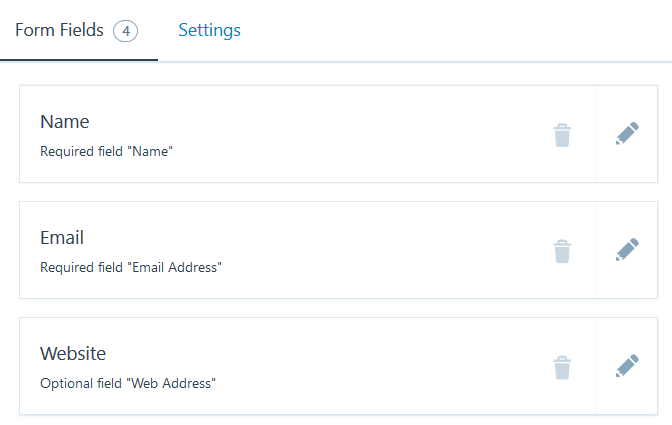 Form Fields 4 Settings
Name
Required field "Name"
Email
Required field "Email Address"
Website
Optional field "Web Address"